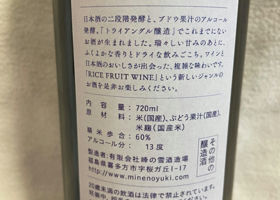 日本酒の二段階発酵と、ブドウ果汁のアルコール
発酵。「トライアングル醸造」でこれまでにない
お酒が生まれました。瑞々しい甘みのあとに、
ふくよかな香りとドライな飲みごこち。ワインと
日本酒のおいしさが出会った、複雑な味わいです。
「RICE FRUIT WINE」という新しいジャンルの
お酒を是非お楽しみください。
内容量：720ml
原材料：米(国産)、ぶどう果汁(国産)、
米麹(国産米)
精米歩合：60%
アルコール分：13度
製造者：有限会社峰の雪酒造場
福島県喜多方市字桜ガ丘1-17
http://www.minenoyuki.com
その他の
醸造酒
20歳未満の飲酒は法律で禁止されています。